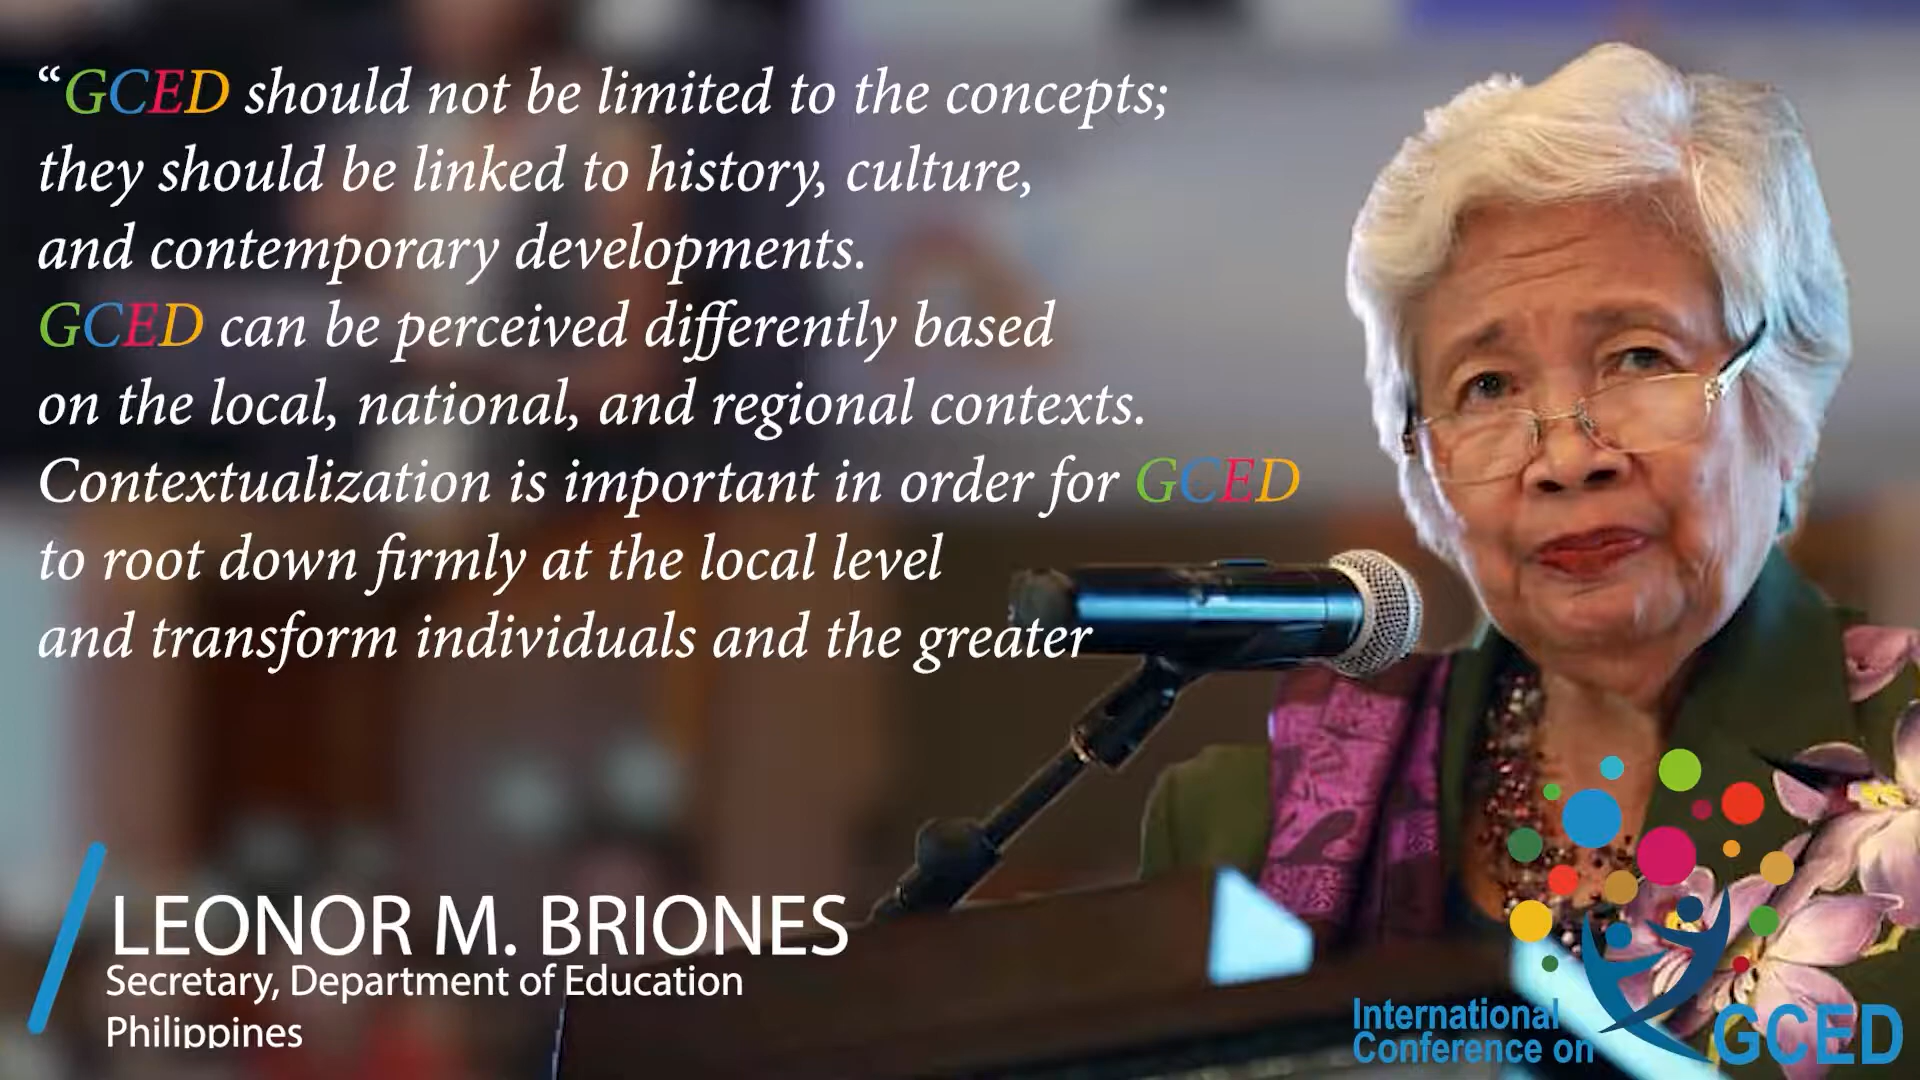 “GCED should not be limited to the concepts;
they should be linked to history, culture,
and contemporary developments.
GCED can be perceived differently based
on the local, national, and regional contexts.
Contextualization is important in order for GCED
to root down firmly at the local level
and transform individuals and the greater
LEONOR M. BRIONES
Secretary, Department of Education
Philippines
International
Conference on GCED